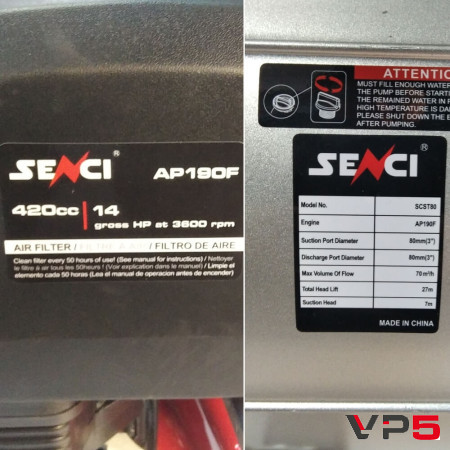 SENCI® AP190F
420cc | 14
gross HP at 3600 rpm
AIR FILTER / FILTRE À AIR / FILTRO DE AIRE
Clean filter every 50 hours of use! (See manual for instructions) / Nettoyer
le filtre à air tous les 50heures! (Voir explication dans le manuel) / Limpie el
elemento cada 50 horas (Lea el manual de operacion antes de encender)
ATTENTIO
MUST FILL ENOUGH WATER
THE PUMP BEFORE STARTI
THE REMAINED WATER IN P
HIGH TEMPERATURE IS DA
PLEASE SHUT DOWN THE E
AFTER PUMPING.
SENCI®
Model No. SCST80
Engine AP190F
Suction Port Diameter 80mm(3")
Discharge Port Diameter 80mm(3")
Max Volume Of Flow 70m³/h
Total Head Lift 27m
Suction Head 7m
MADE IN CHINA
VP5